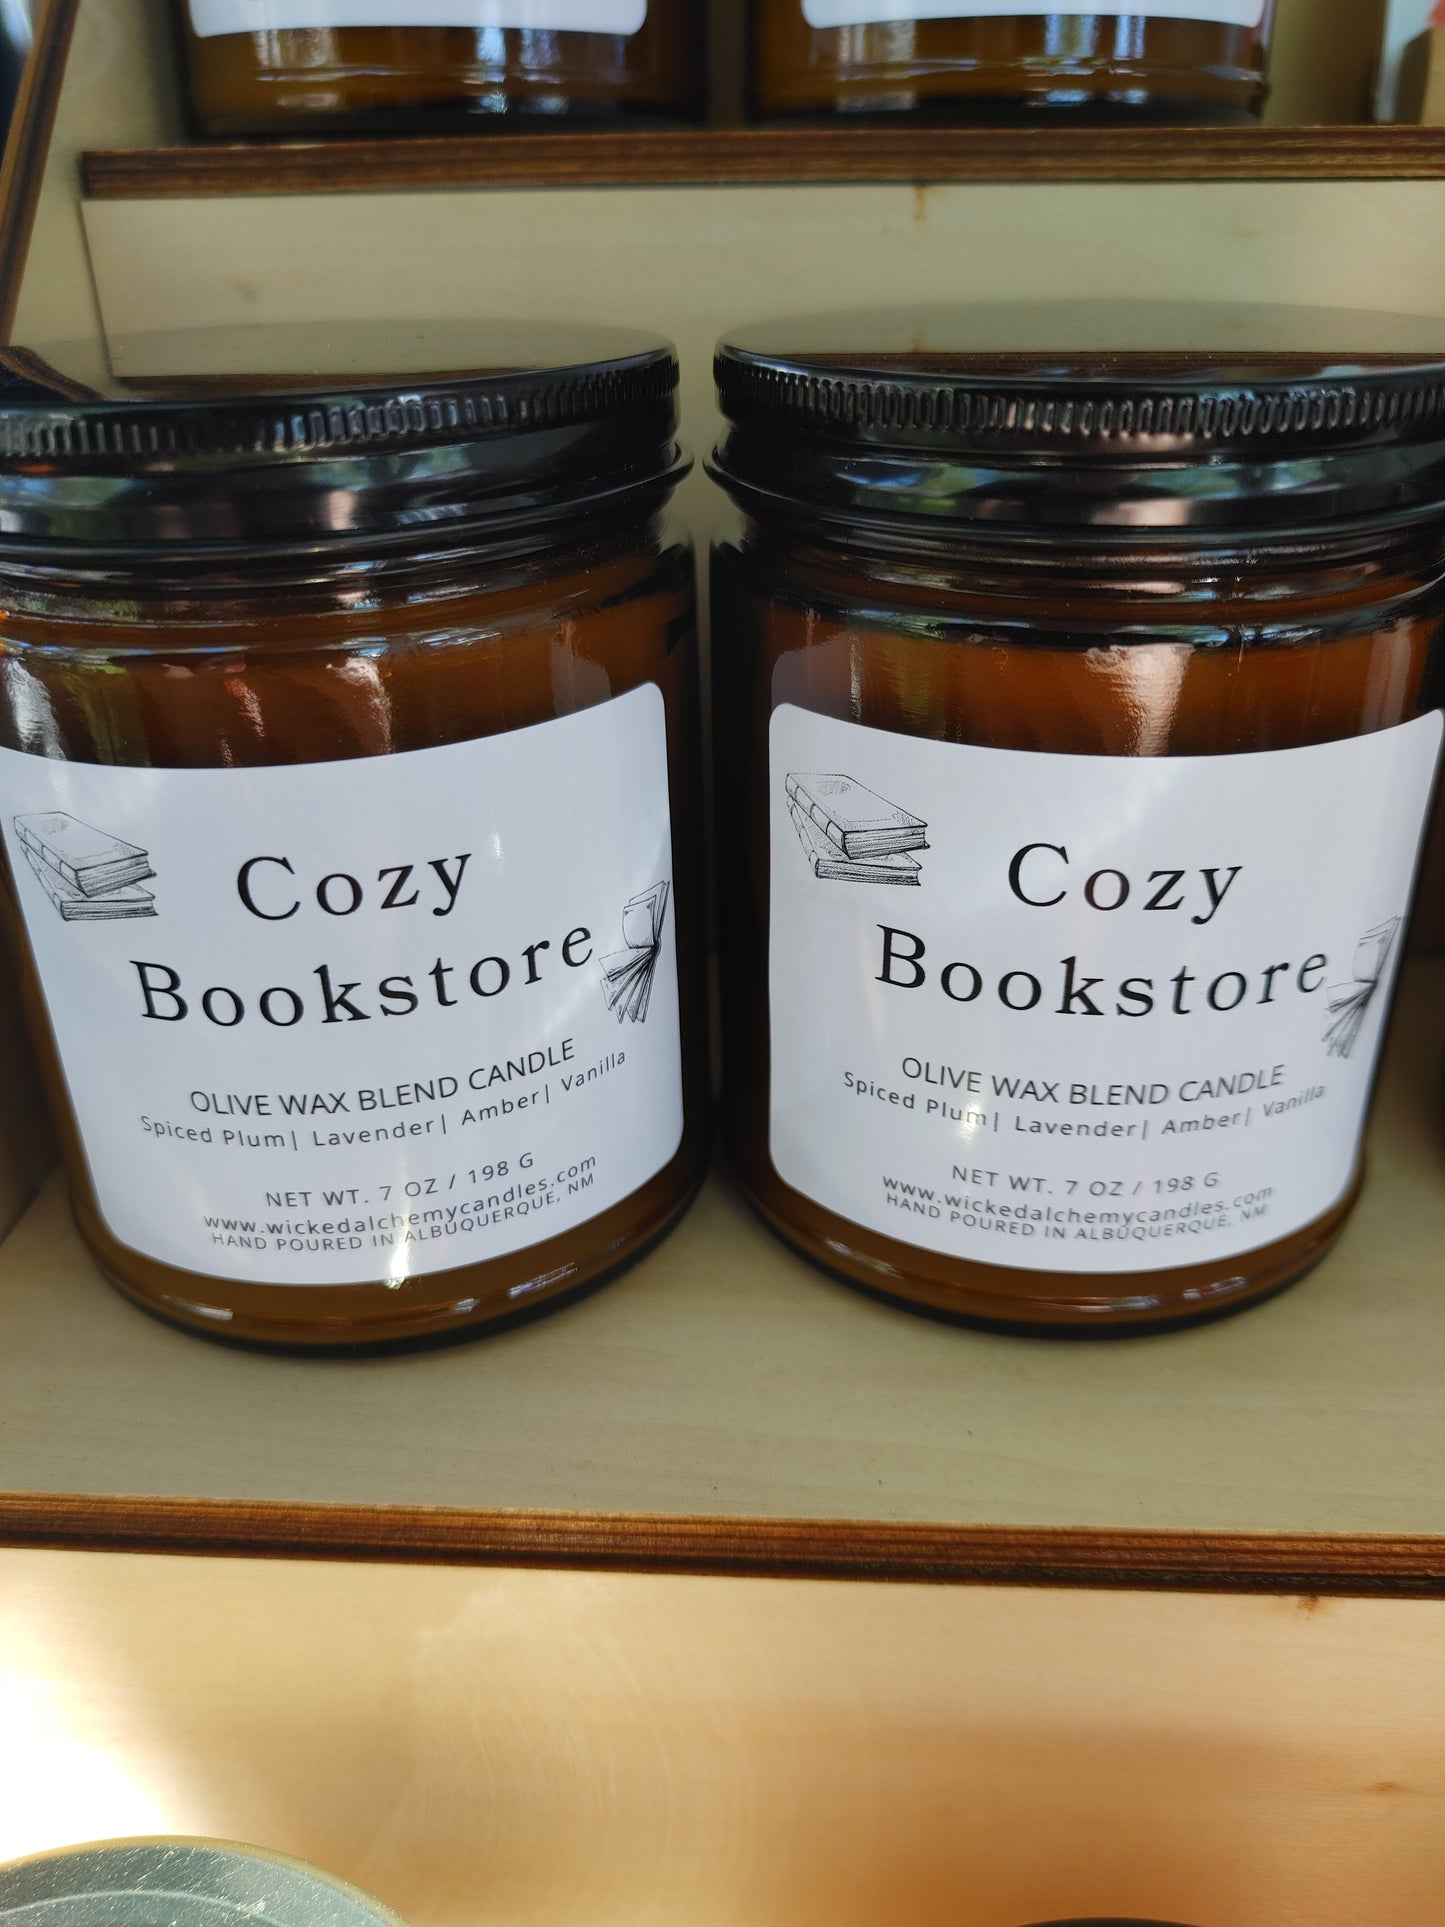 Cozy
Bookstore
OLIVE WAX BLEND CANDLE
Spiced Plum| Lavender| Amber| Vanilla
NET WT. 7 OZ / 198 G
www.wickedalchemycandles.com
HAND POURED IN ALBUQUERQUE, NM
Cozy
Bookstore
OLIVE WAX BLEND CANDLE
Spiced Plum| Lavender| Amber| Vanilla
NET WT. 7 OZ / 198 G
www.wickedalchemycandles.com
HAND POURED IN ALBUQUERQUE, NM